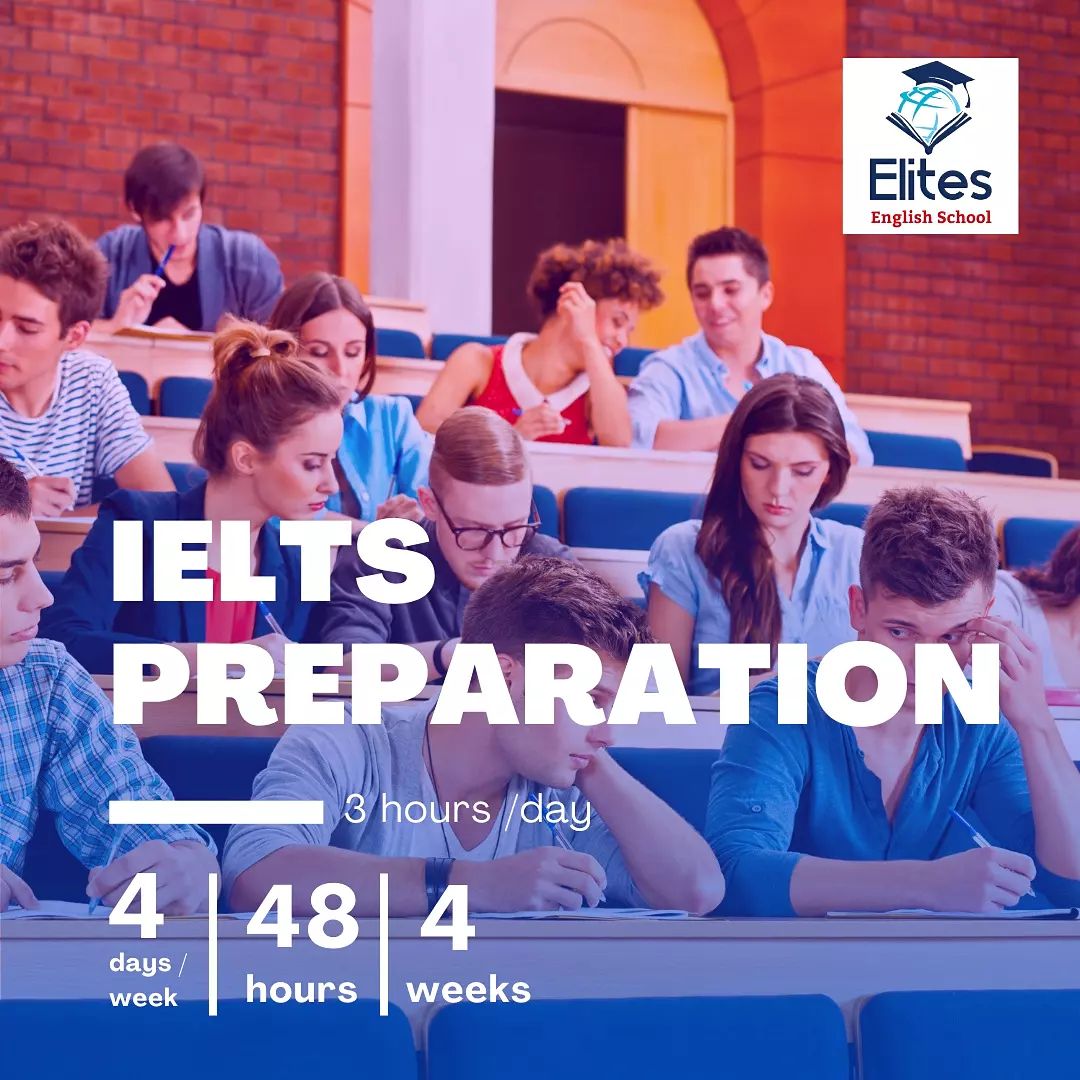 Elites
English School
IELTS
PREPARATION
3 hours /day
4
days /
week
48
hours
4
weeks